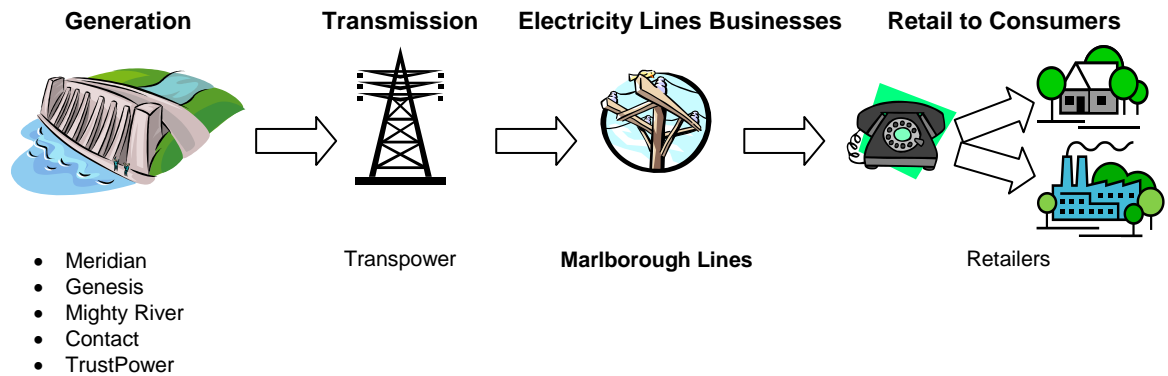 Generation Transmission Electricity Lines Businesses Retail to Consumers
Transpower Marlborough Lines Retailers
• Meridian
• Genesis
• Mighty River
• Contact
• TrustPower